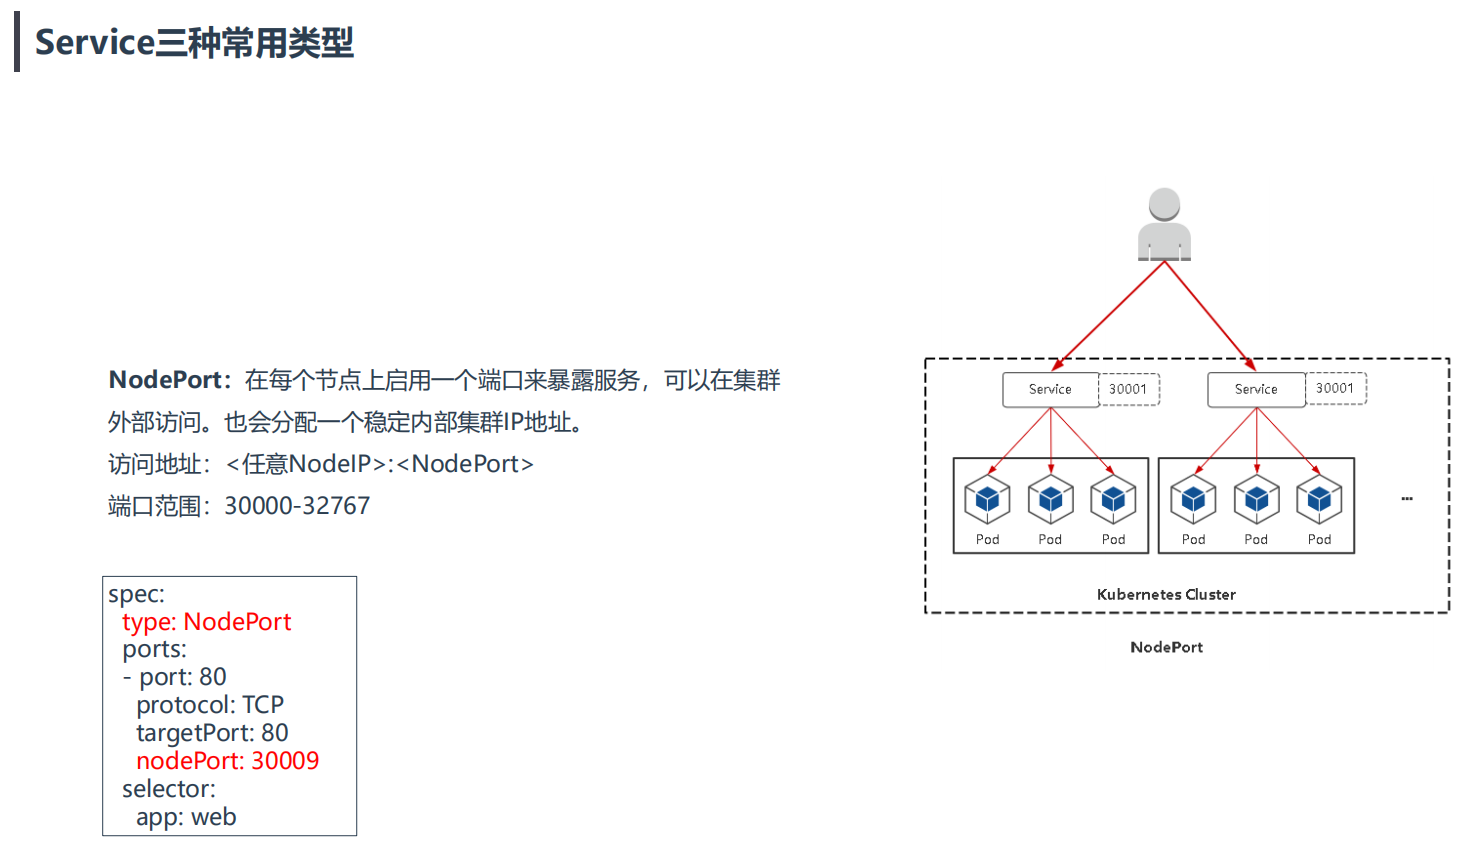 Service三种常用类型
NodePort：在每个节点上启用一个端口来暴露服务，可以在集群
外部访问。也会分配一个稳定内部集群IP地址。
访问地址：<任意NodeIP>:<NodePort>
端口范围：30000-32767
spec:
  type: NodePort
  ports:
  - port: 80
    protocol: TCP
    targetPort: 80
    nodePort: 30009
  selector:
    app: web
Service 30001 Service 30001
Pod Pod Pod Pod Pod Pod
...
Kubernetes Cluster
NodePort